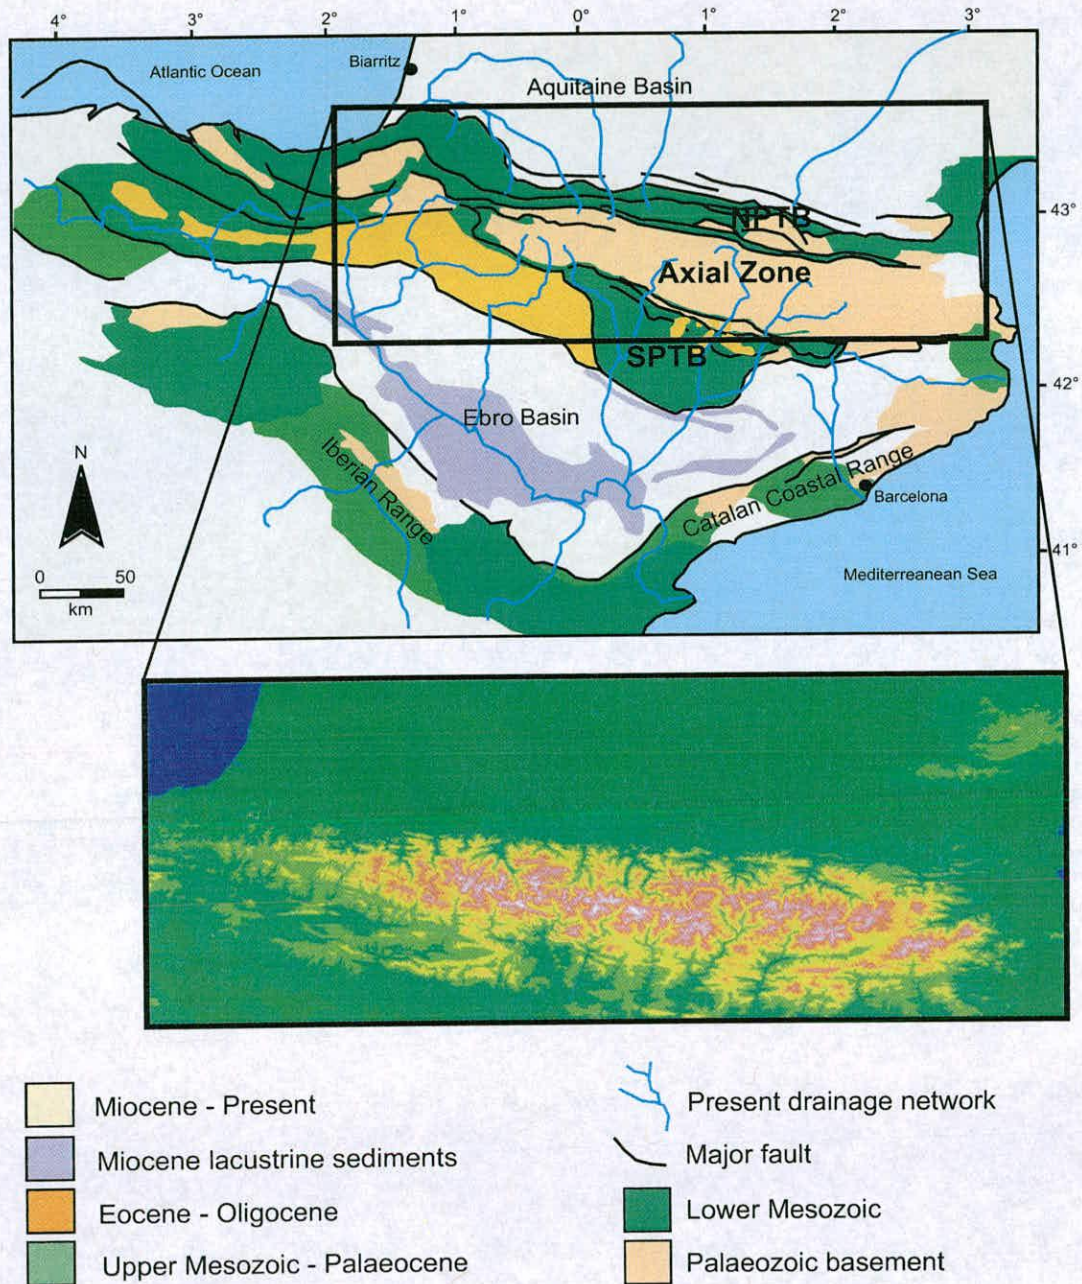 4° 3° 2° 1° 0° 1° 2° 3°
Atlantic Ocean
Biarritz
Aquitaine Basin
43°
NPTB
Axial Zone
SPTB
42°
Ebro Basin
Iberian Range
Catalan Coastal Range
Barcelona
N
41°
0 50
km
Mediterreanean Sea
Miocene - Present
Miocene lacustrine sediments
Eocene - Oligocene
Upper Mesozoic - Palaeocene
Present drainage network
Major fault
Lower Mesozoic
Palaeozoic basement